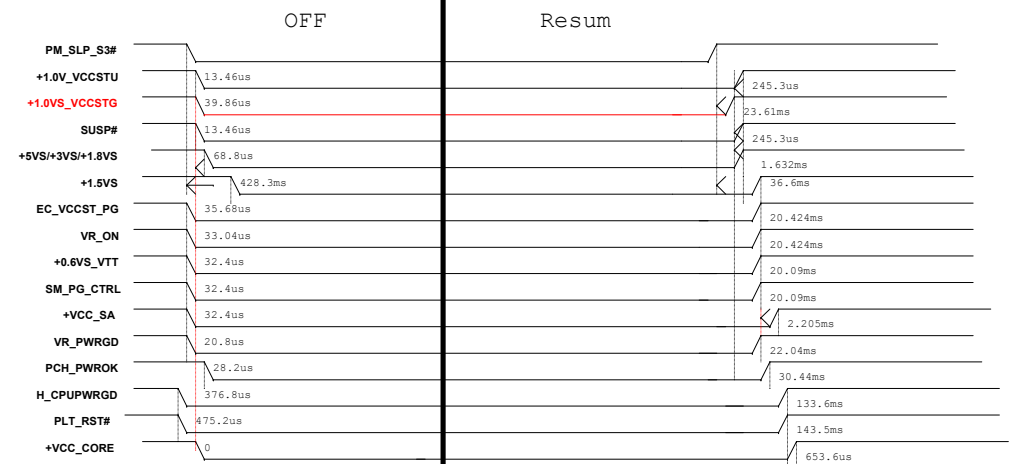 OFF Resum
PM_SLP_S3#
+1.0V_VCCSTU 13.46us 245.3us
+1.0VS_VCCSTG 39.86us 23.61ms
SUSP# 13.46us 245.3us
+5VS/+3VS/+1.8VS 68.8us 1.632ms
+1.5VS 428.3ms 36.6ms
EC_VCCST_PG 35.68us 20.424ms
VR_ON 33.04us 20.424ms
+0.6VS_VTT 32.4us 20.09ms
SM_PG_CTRL 32.4us 20.09ms
+VCC_SA 32.4us 2.205ms
VR_PWRGD 20.8us 22.04ms
PCH_PWROK 28.2us 30.44ms
H_CPUPWRGD 376.8us 133.6ms
PLT_RST# 475.2us 143.5ms
+VCC_CORE 0 653.6us